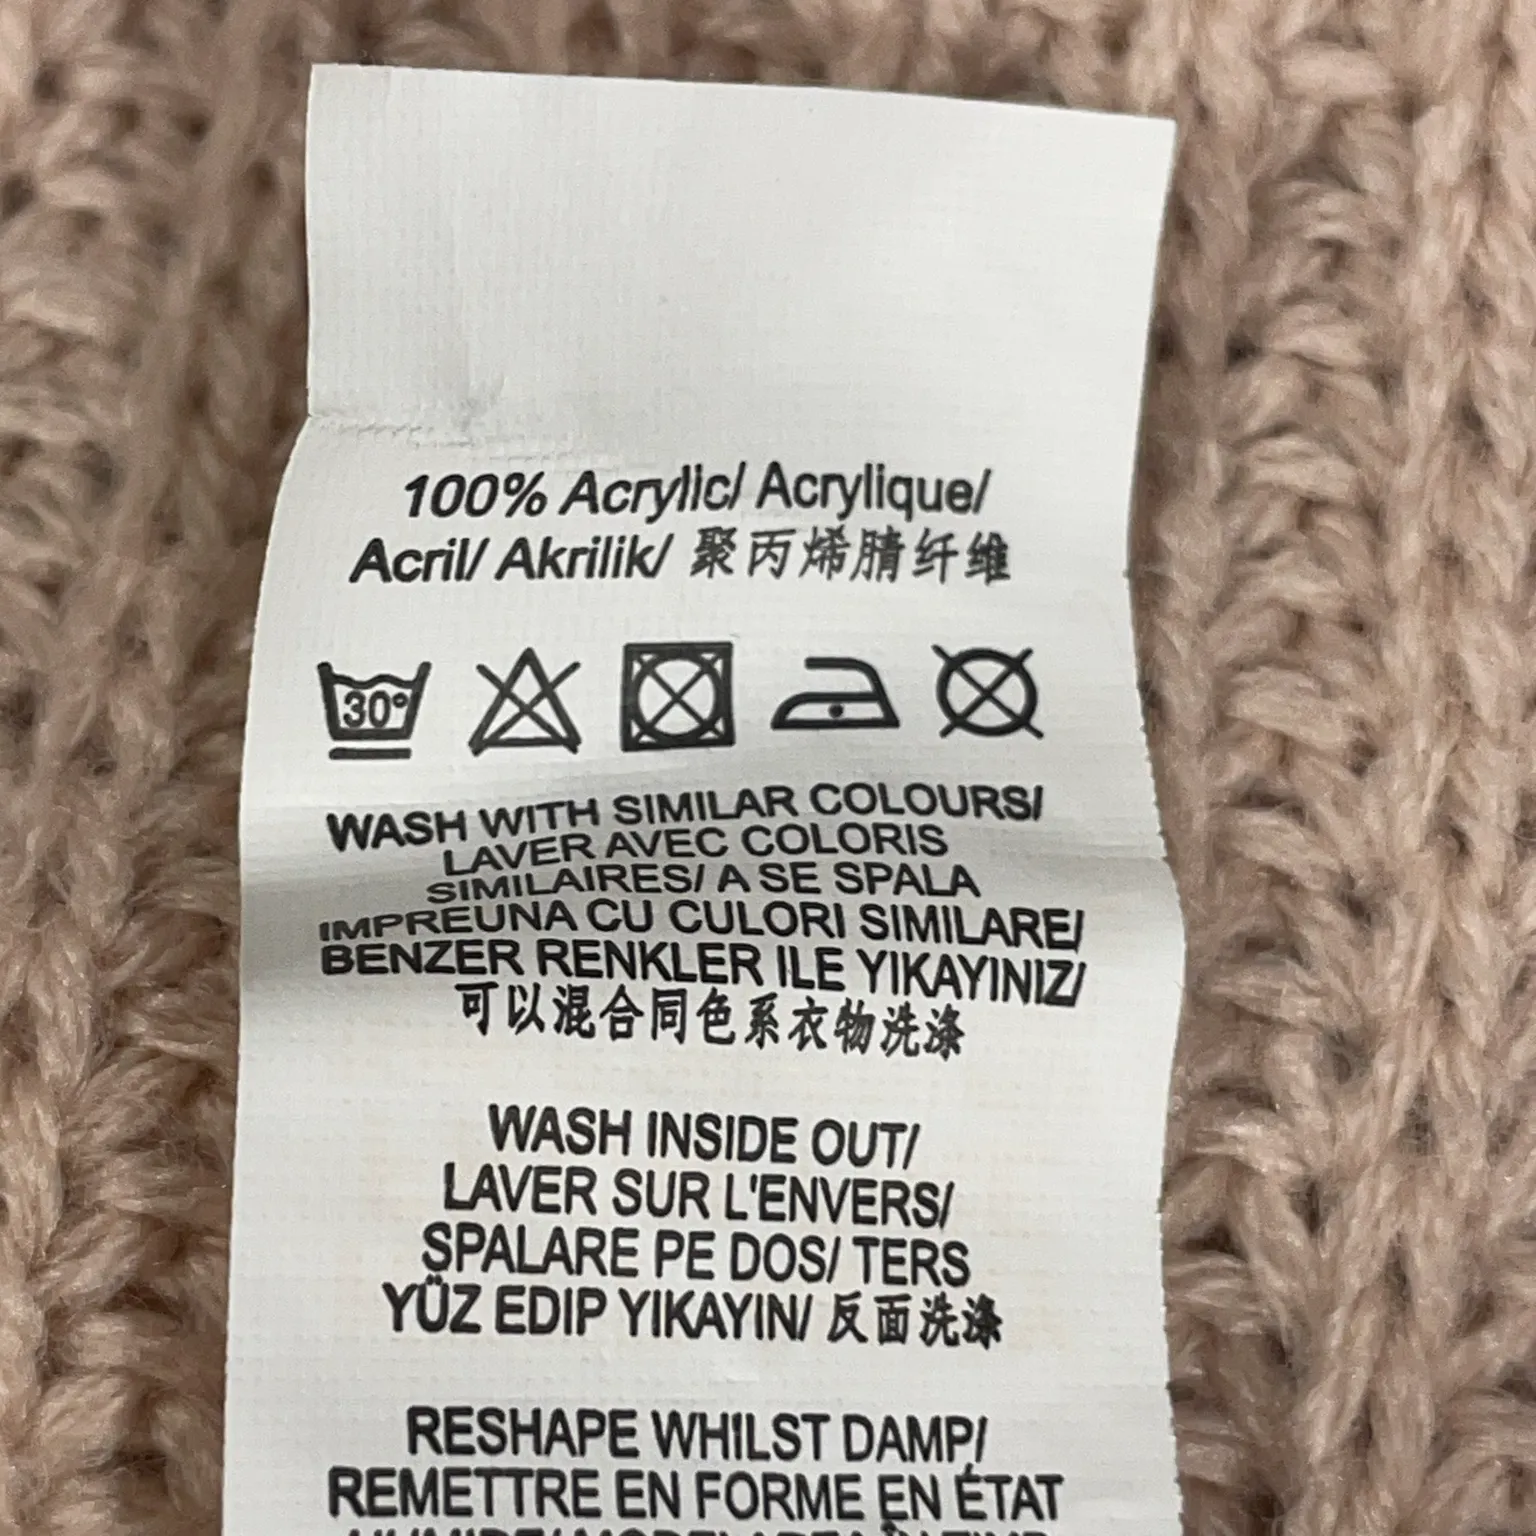 100% Acrylic/ Acrylique/
Acril/ Akrilik/ 聚丙烯腈纤维
30°
WASH WITH SIMILAR COLOURS/
LAVER AVEC COLORIS
SIMILAIRES/ A SE SPALA
IMPREUNA CU CULORI SIMILARE/
BENZER RENKLER ILE YIKAYINIZ/
可以混合同色系衣物洗涤
WASH INSIDE OUT/
LAVER SUR L'ENVERS/
SPALARE PE DOS/ TERS
YÜZ EDIP YIKAYIN/ 反面洗涤
RESHAPE WHILST DAMP/
REMETTRE EN FORME EN ÉTAT